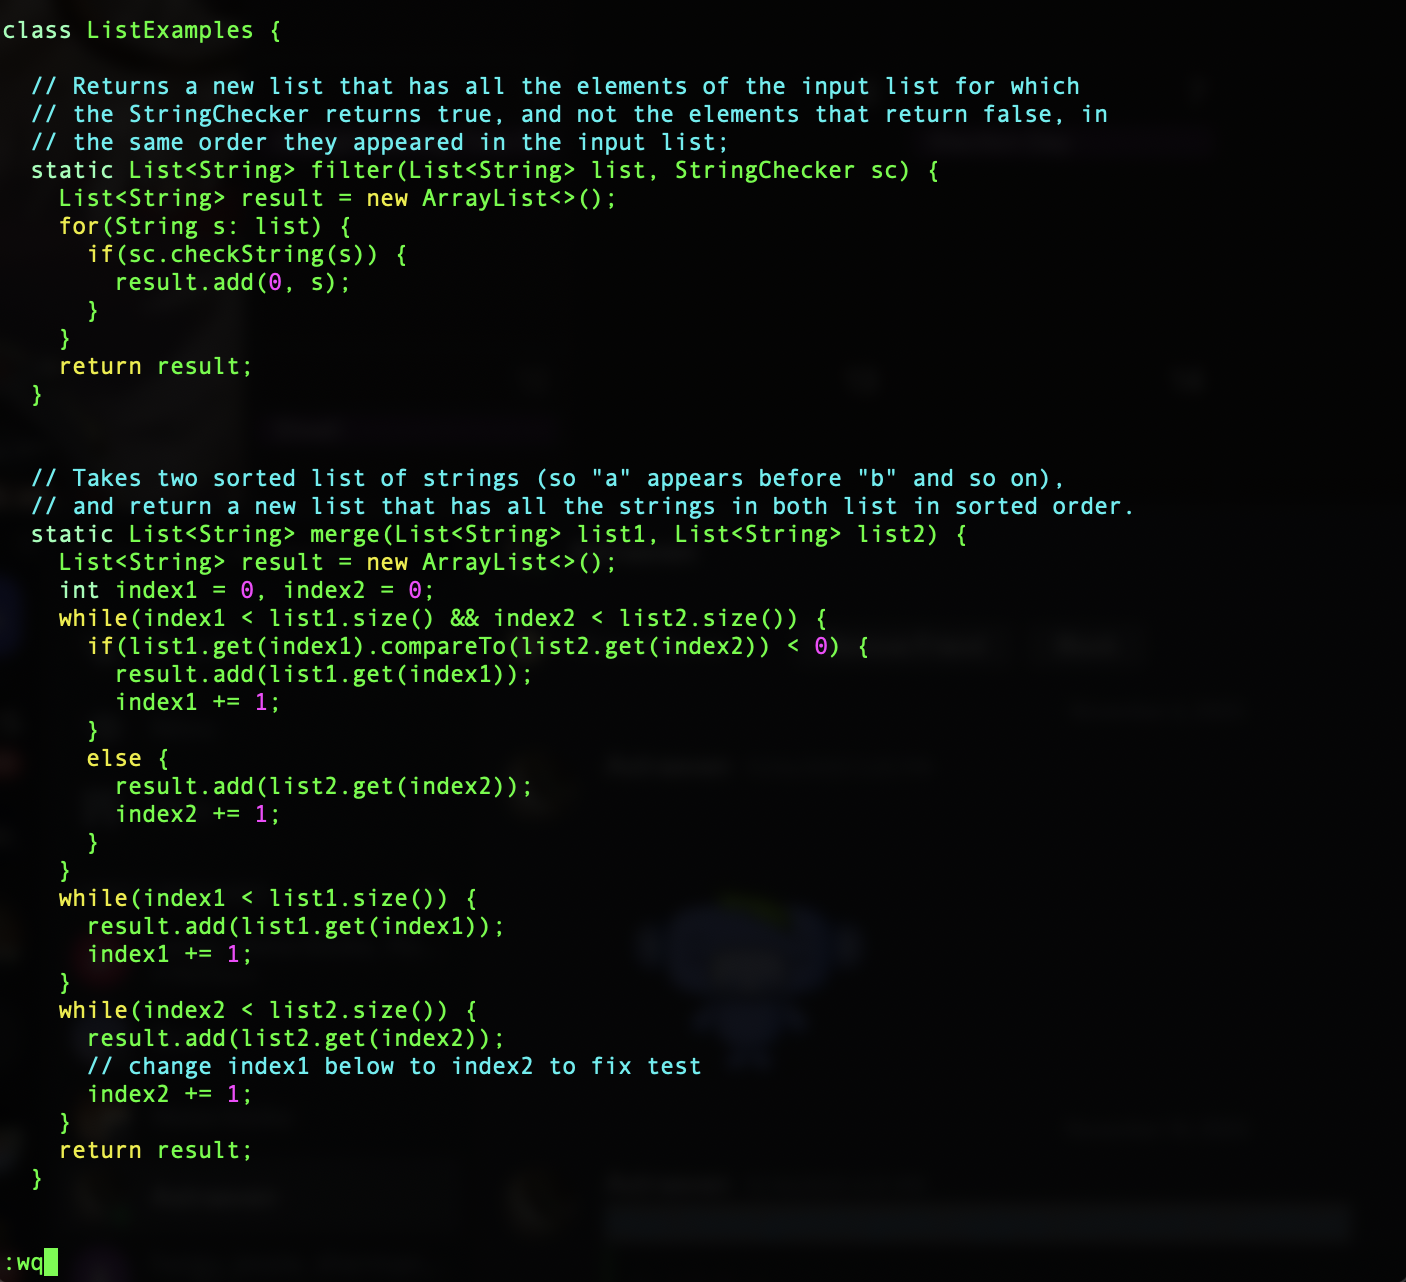 class ListExamples {
  // Returns a new list that has all the elements of the input list for which
  // the StringChecker returns true, and not the elements that return false, in
  // the same order they appeared in the input list;
  static List<String> filter(List<String> list, StringChecker sc) {
    List<String> result = new ArrayList<>();
    for(String s: list) {
      if(sc.checkString(s)) {
        result.add(0, s);
      }
    }
    return result;
  }
  // Takes two sorted list of strings (so "a" appears before "b" and so on),
  // and return a new list that has all the strings in both list in sorted order.
  static List<String> merge(List<String> list1, List<String> list2) {
    List<String> result = new ArrayList<>();
    int index1 = 0, index2 = 0;
    while(index1 < list1.size() && index2 < list2.size()) {
      if(list1.get(index1).compareTo(list2.get(index2)) < 0) {
        result.add(list1.get(index1));
        index1 += 1;
      }
      else {
        result.add(list2.get(index2));
        index2 += 1;
      }
    }
    while(index1 < list1.size()) {
      result.add(list1.get(index1));
      index1 += 1;
    }
    while(index2 < list2.size()) {
      result.add(list2.get(index2));
      // change index1 below to index2 to fix test
      index2 += 1;
    }
    return result;
  }
:wq